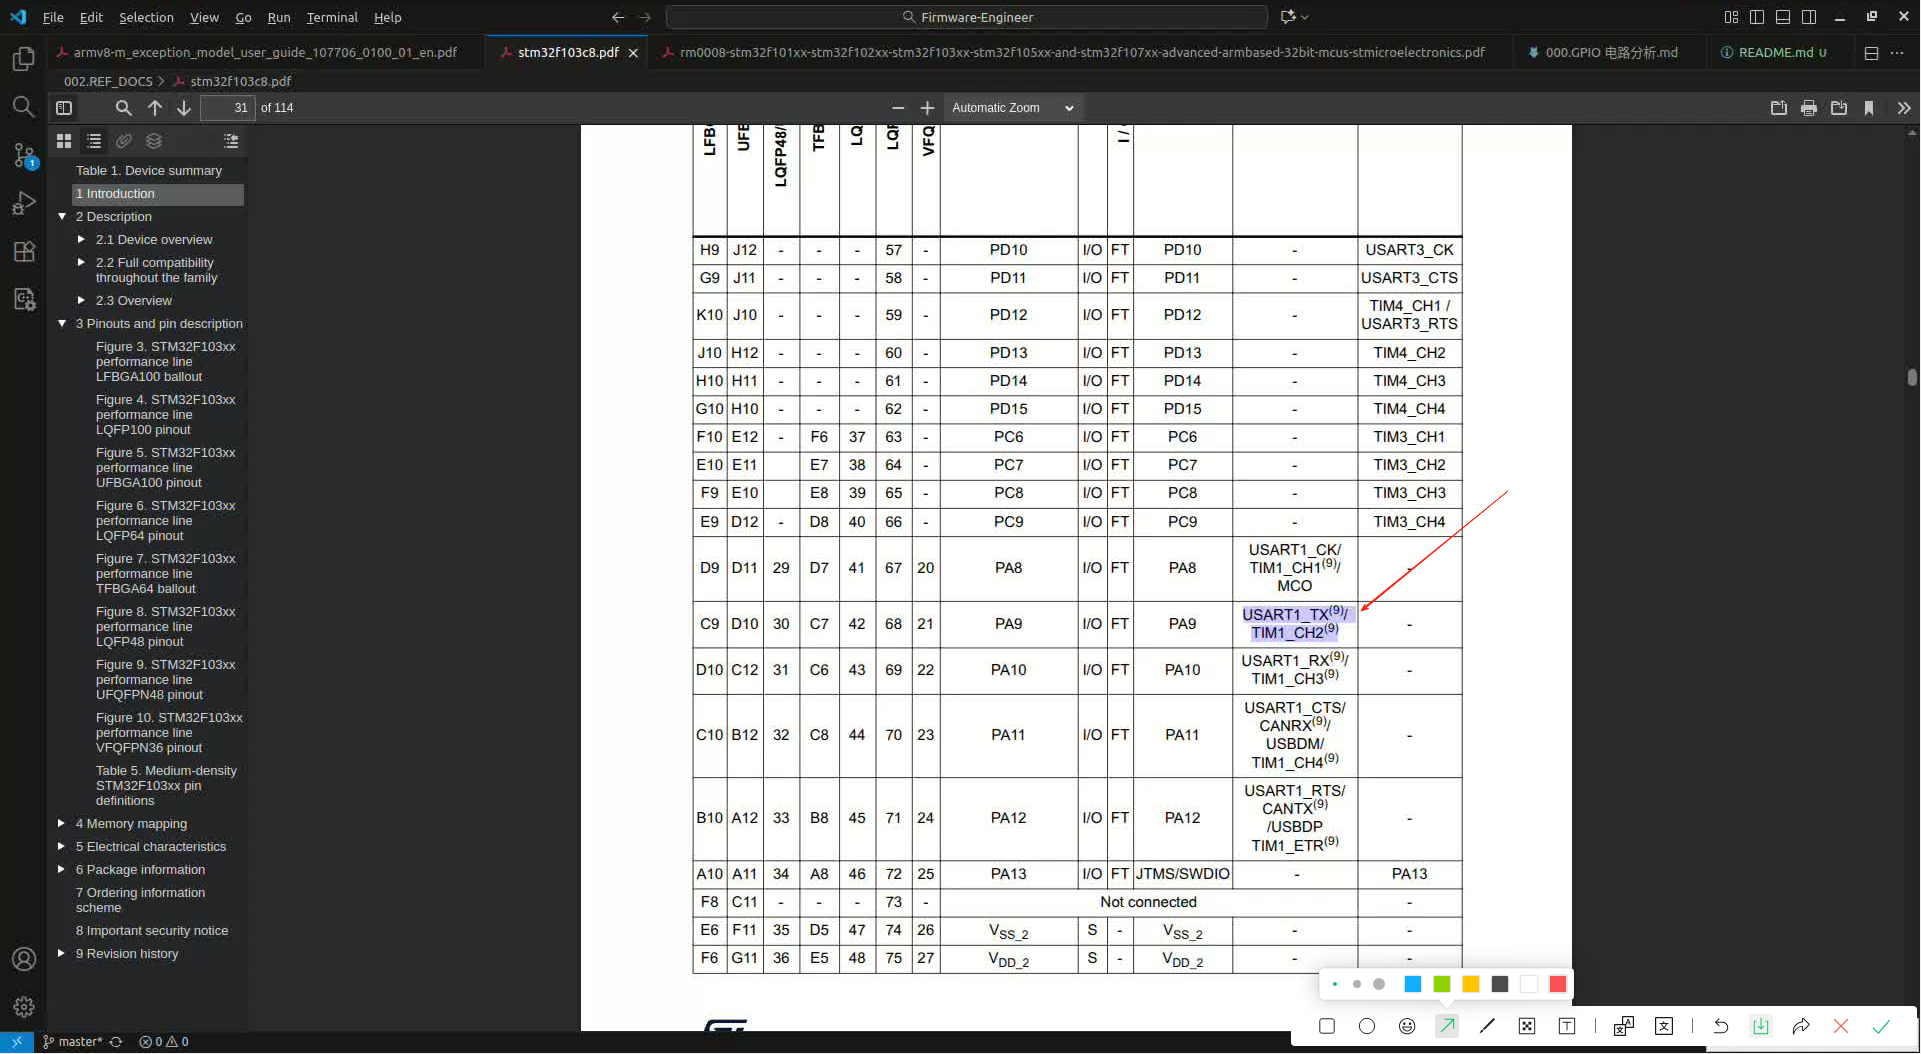 File Edit Selection View Go Run Terminal Help
Firmware-Engineer
armv8-m_exception_model_user_guide_107706_0100_01_en.pdf
stm32f103c8.pdf
rm0008-stm32f101xx-stm32f102xx-stm32f103xx-stm32f105xx-and-stm32f107xx-advanced-armbased-32bit-mcus-stmicroelectronics.pdf
000.GPIO 电路分析.md
README.md U
002.REF_DOCS > stm32f103c8.pdf
31 of 114
Automatic Zoom
Table 1. Device summary
1 Introduction
2 Description
2.1 Device overview
2.2 Full compatibility
throughout the family
2.3 Overview
3 Pinouts and pin description
Figure 3. STM32F103xx
performance line
LFBGA100 ballout
Figure 4. STM32F103xx
performance line
LQFP100 pinout
Figure 5. STM32F103xx
performance line
UFBGA100 pinout
Figure 6. STM32F103xx
performance line
LQFP64 pinout
Figure 7. STM32F103xx
performance line
TFBGA64 ballout
Figure 8. STM32F103xx
performance line
LQFP48 pinout
Figure 9. STM32F103xx
performance line
UFQFPN48 pinout
Figure 10. STM32F103xx
performance line
VFQFPN36 pinout
Table 5. Medium-density
STM32F103xx pin
definitions
4 Memory mapping
5 Electrical characteristics
6 Package information
7 Ordering information
scheme
8 Important security notice
9 Revision history
LFB UFB LQFP48/ TFB LQ LQF VFQ I /
H9 J12 - - - 57 - PD10 I/O FT PD10 - USART3_CK
G9 J11 - - - 58 - PD11 I/O FT PD11 - USART3_CTS
K10 J10 - - - 59 - PD12 I/O FT PD12 - TIM4_CH1 /
USART3_RTS
J10 H12 - - - 60 - PD13 I/O FT PD13 - TIM4_CH2
H10 H11 - - - 61 - PD14 I/O FT PD14 - TIM4_CH3
G10 H10 - - - 62 - PD15 I/O FT PD15 - TIM4_CH4
F10 E12 - F6 37 63 - PC6 I/O FT PC6 - TIM3_CH1
E10 E11 E7 38 64 - PC7 I/O FT PC7 - TIM3_CH2
F9 E10 E8 39 65 - PC8 I/O FT PC8 - TIM3_CH3
E9 D12 - D8 40 66 - PC9 I/O FT PC9 - TIM3_CH4
D9 D11 29 D7 41 67 20 PA8 I/O FT PA8 USART1_CK/
TIM1_CH1(9)/
MCO -
C9 D10 30 C7 42 68 21 PA9 I/O FT PA9 USART1_TX(9)/
TIM1_CH2(9) -
D10 C12 31 C6 43 69 22 PA10 I/O FT PA10 USART1_RX(9)/
TIM1_CH3(9) -
C10 B12 32 C8 44 70 23 PA11 I/O FT PA11 USART1_CTS/
CANRX(9)/
USBDM/
TIM1_CH4(9) -
B10 A12 33 B8 45 71 24 PA12 I/O FT PA12 USART1_RTS/
CANTX(9)
/USBDP
TIM1_ETR(9) -
A10 A11 34 A8 46 72 25 PA13 I/O FT JTMS/SWDIO - PA13
F8 C11 - - - 73 - Not connected -
E6 F11 35 D5 47 74 26 VSS_2 S - VSS_2 - -
F6 G11 36 E5 48 75 27 VDD_2 S - VDD_2 - -
master* 0 0